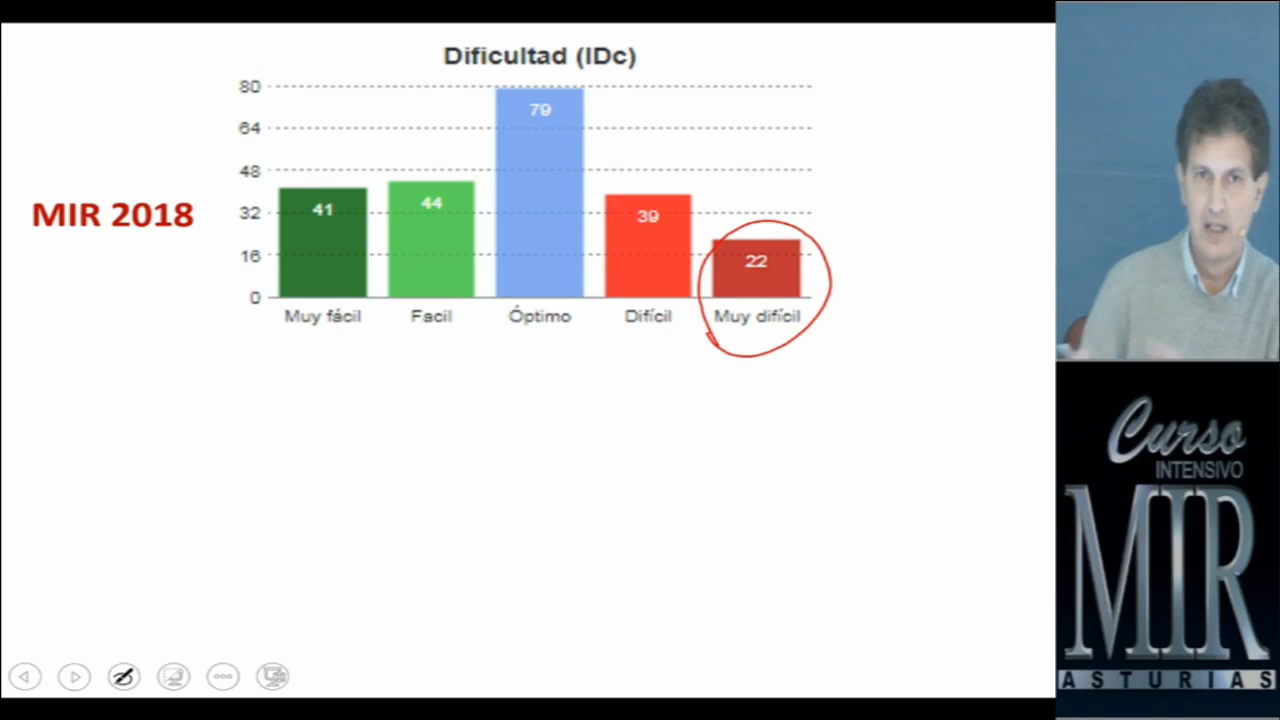 Dificultad (IDc)
80
64
48
32
16
0
41
44
79
39
22
Muy fácil
Facil
Óptimo
Difícil
Muy difícil
MIR 2018
Curso
INTENSIVO
MIR
ASTURIAS